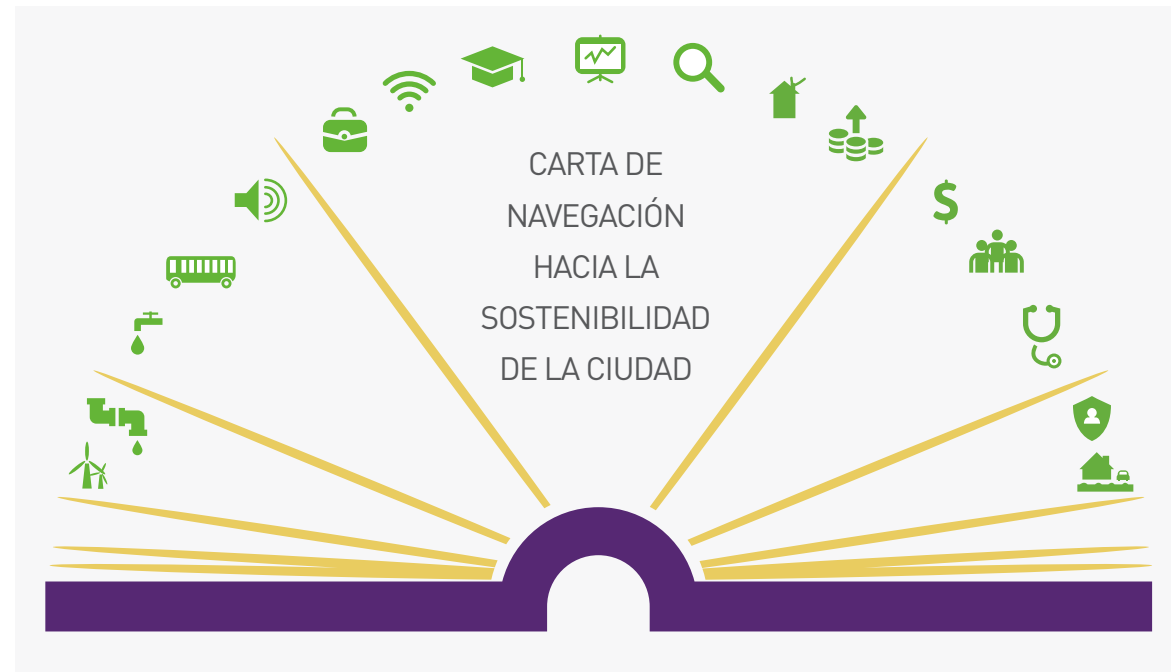 CARTA DE
NAVEGACIÓN
HACIA LA
SOSTENIBILIDAD
DE LA CIUDAD
$